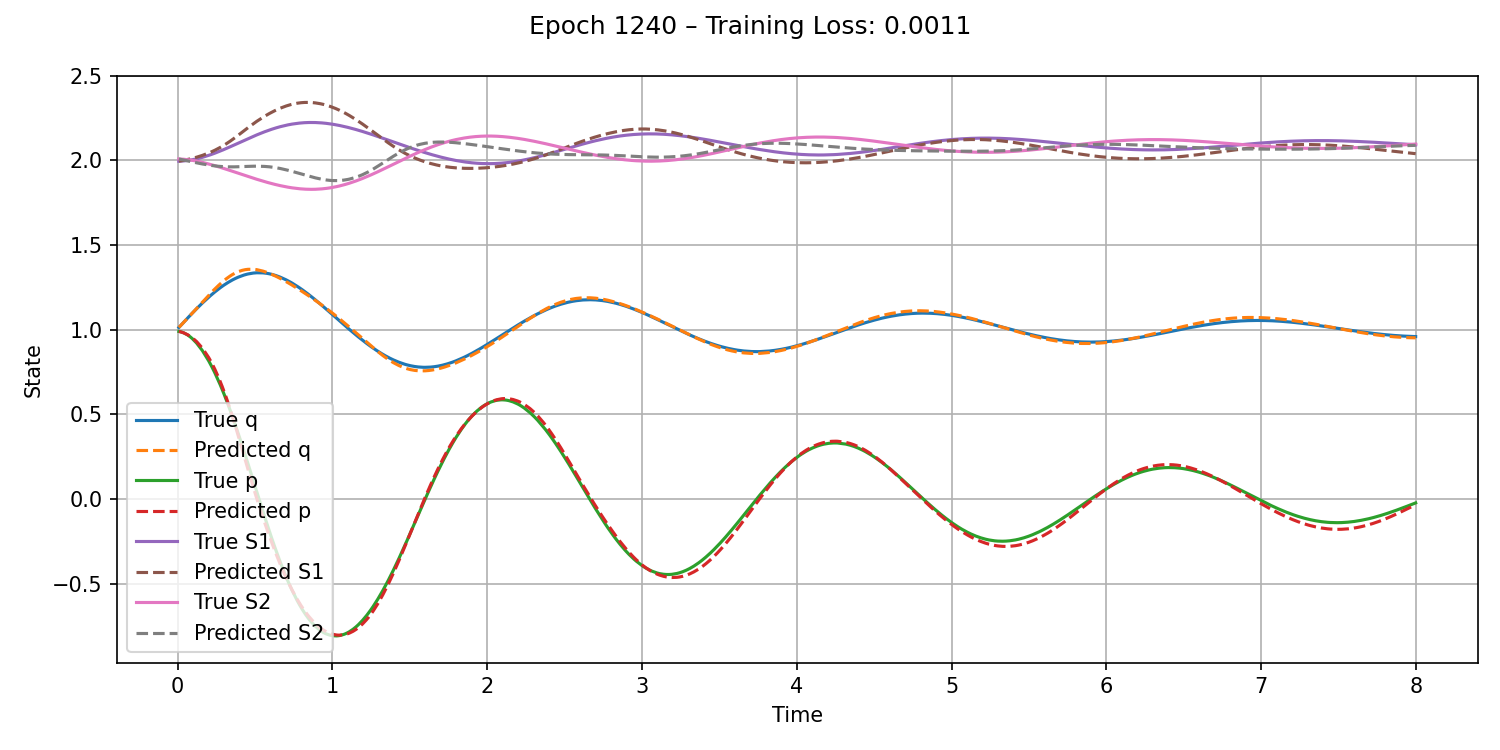 Epoch 1240 – Training Loss: 0.0011
2.5
2.0
1.5
1.0
0.5
0.0
−0.5
State
True q
Predicted q
True p
Predicted p
True S1
Predicted S1
True S2
Predicted S2
0 1 2 3 4 5 6 7 8
Time